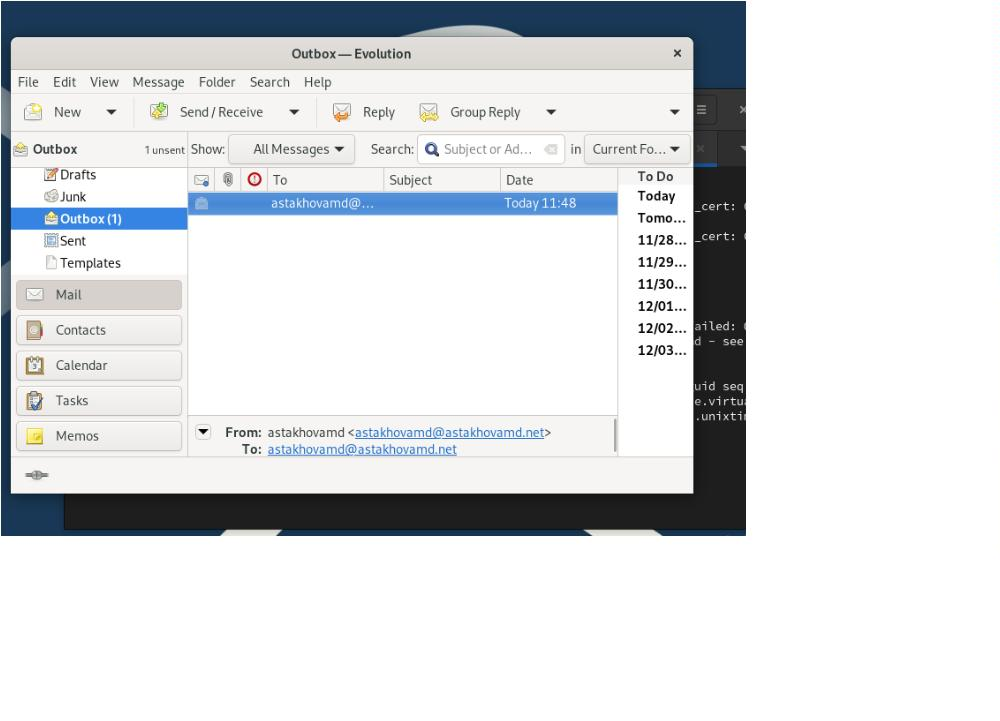 Outbox — Evolution
File Edit View Message Folder Search Help
New Send / Receive Reply Group Reply
Outbox 1 unsent Show: All Messages Search: Subject or Ad... in Current Fo...
To Subject Date
astakhovamd@... Today 11:48
Drafts
Junk
Outbox (1)
Sent
Templates
Mail
Contacts
Calendar
Tasks
Memos
From: astakhovamd <astakhovamd@astakhovamd.net>
To: astakhovamd@astakhovamd.net
To Do
Today
Tomo...
11/28...
11/29...
11/30...
12/01...
12/02...
12/03...
_cert:
_cert:
ailed:
d - see
uid seq
e.virtu
.unixti